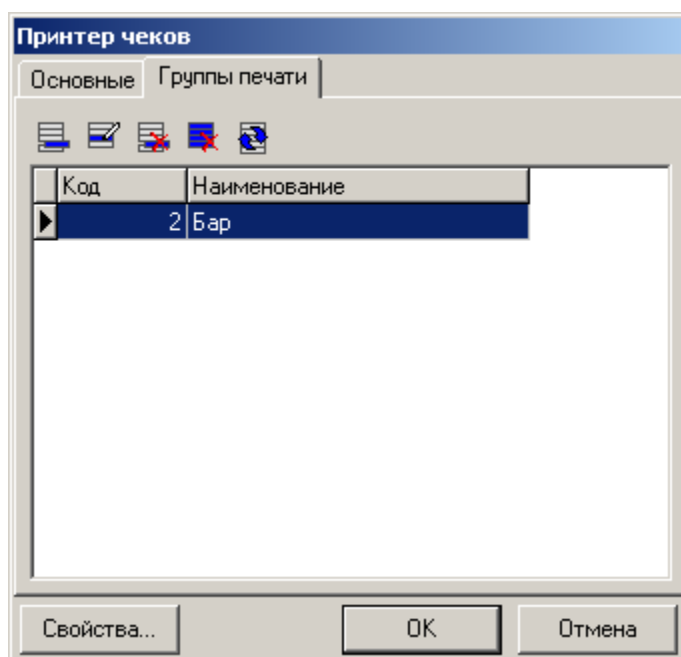 Принтер чеков
Основные Группы печати
Код Наименование
2 Бар
Свойства... OK Отмена